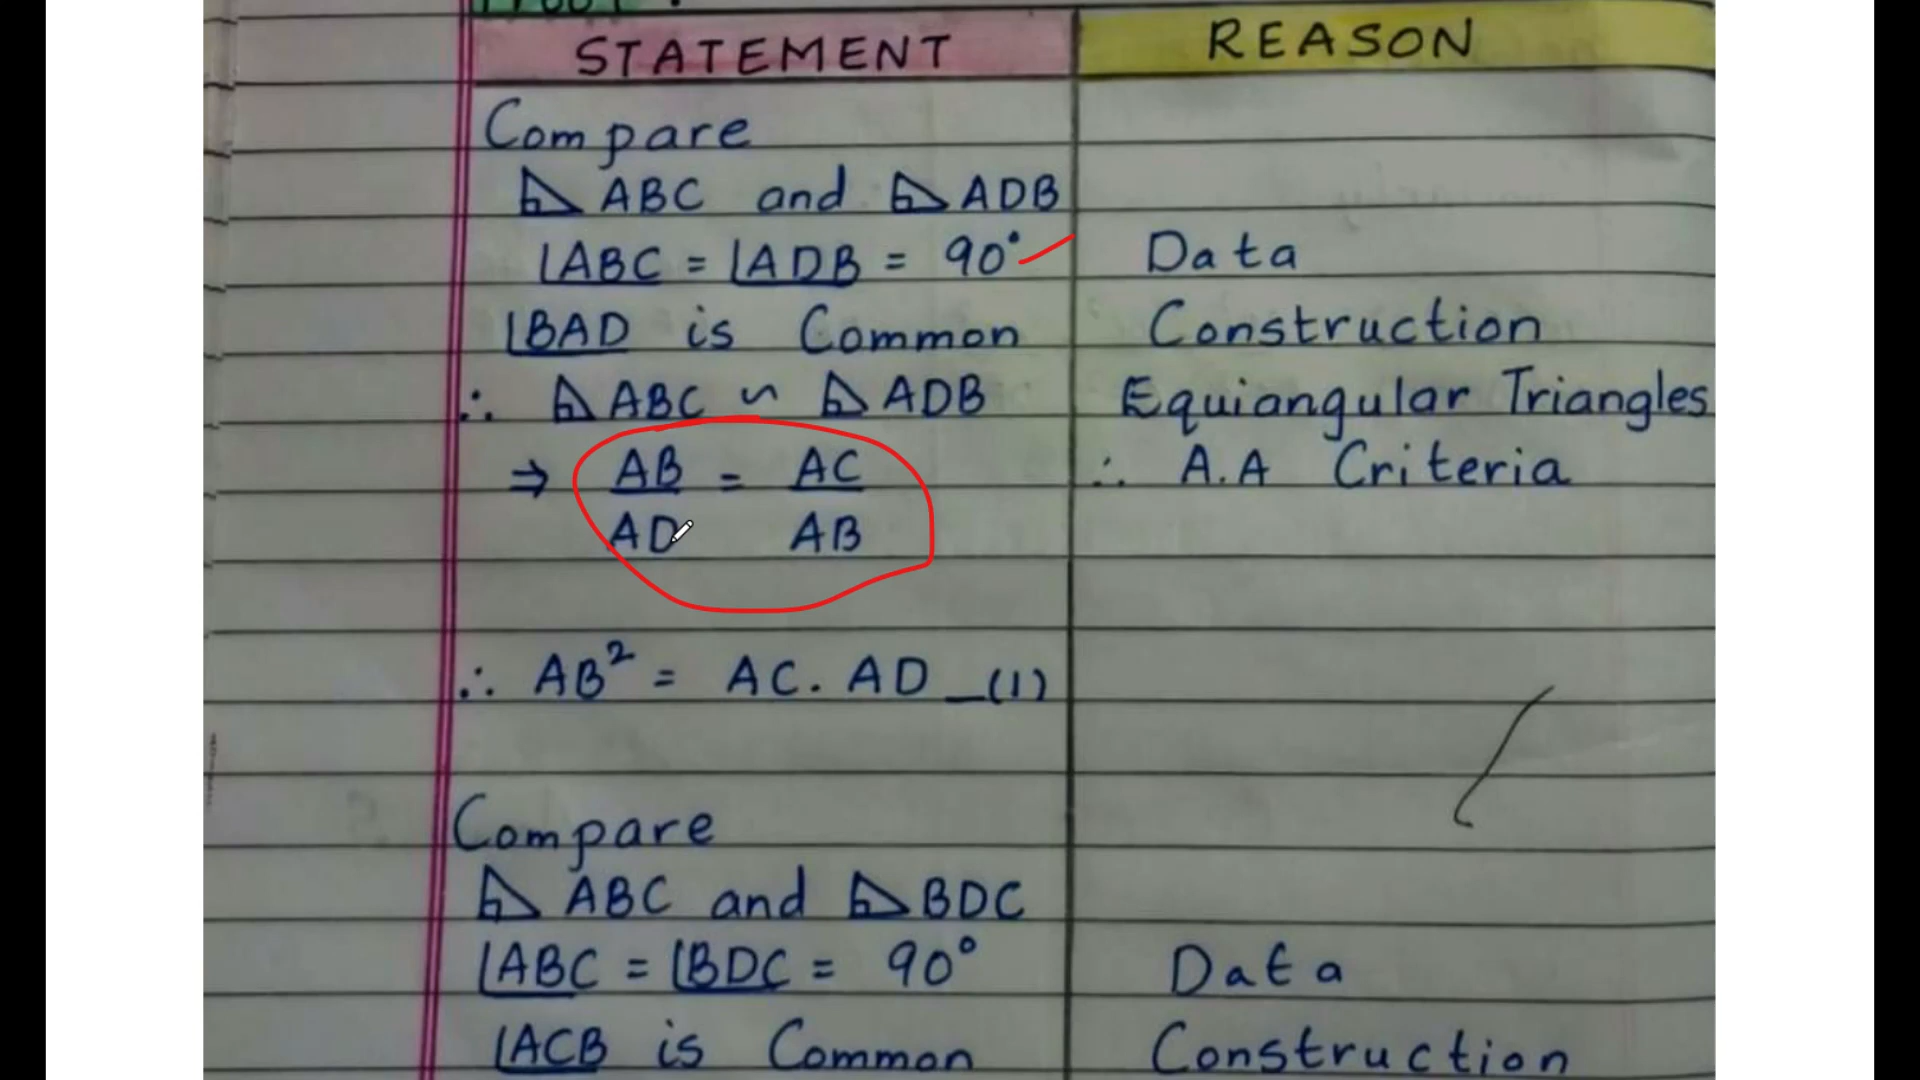 STATEMENT REASON
Compare
ABC and ADB
∠ABC = ∠ADB = 90° Data
∠BAD is Common Construction
∴ ABC ∽ ADB Equiangular Triangles
⇒ AB = AC ∴ A.A Criteria
AD AB
∴ AB² = AC. AD _(1)
Compare
ABC and BDC
∠ABC = ∠BDC = 90° Data
∠ACB is Common Construction